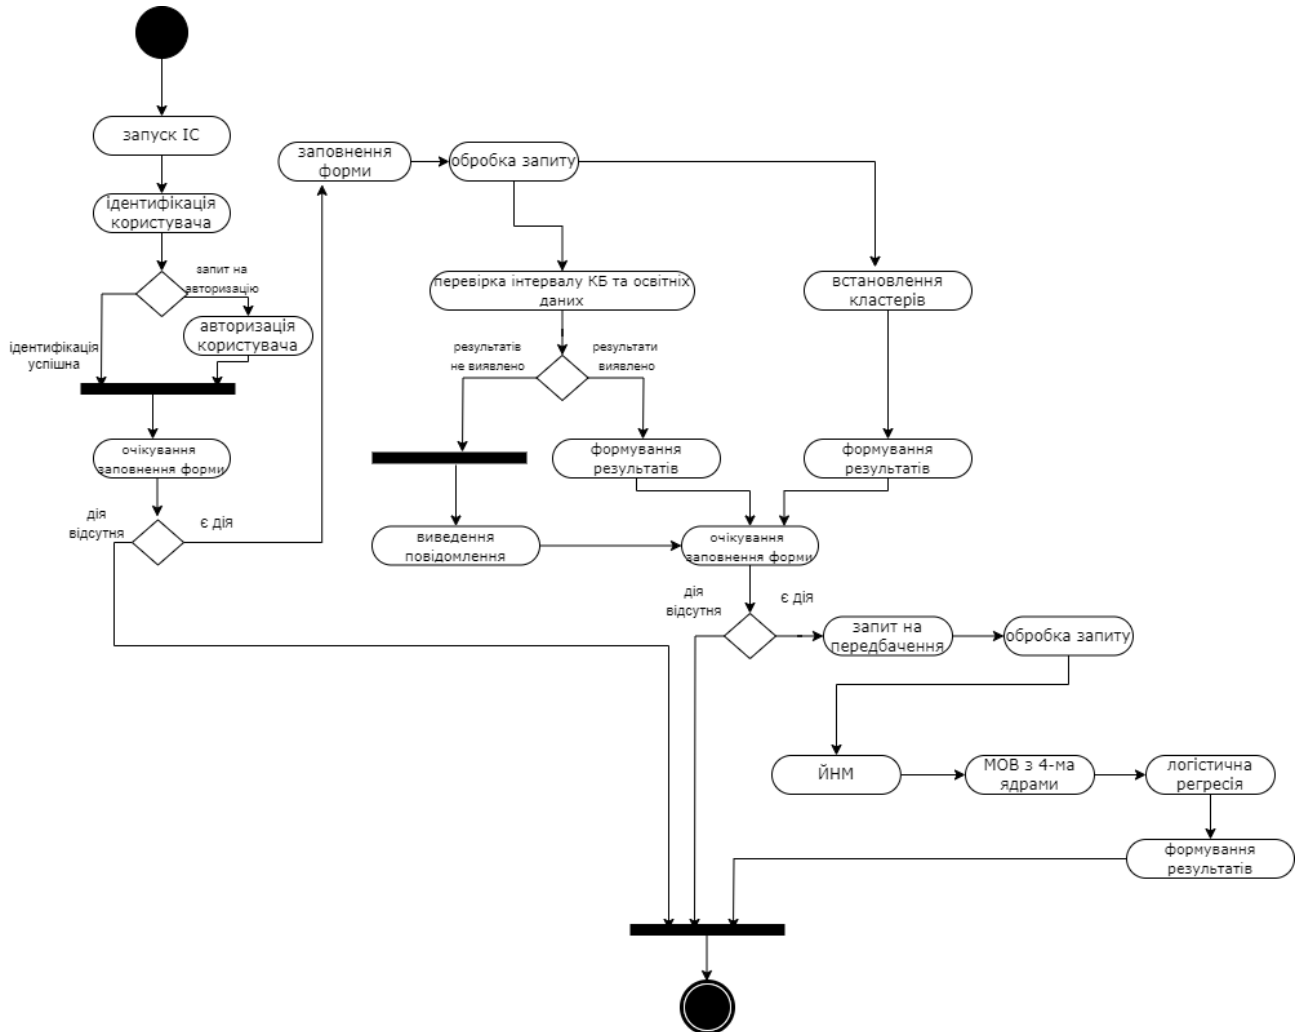 запуск ІС
ідентифікація
користувача
запит на
авторизацію
авторизація
користувача
ідентифікація
успішна
очікування
заповнення форми
дія
відсутня
є дія
заповнення
форми
обробка запиту
перевірка інтервалу КБ та освітніх
даних
встановлення
кластерів
результатів
не виявлено
результати
виявлено
формування
результатів
формування
результатів
виведення
повідомлення
очікування
заповнення форми
дія
відсутня
є дія
запит на
передбачення
обробка запиту
ЙНМ
МОВ з 4-ма
ядрами
логістична
регресія
формування
результатів